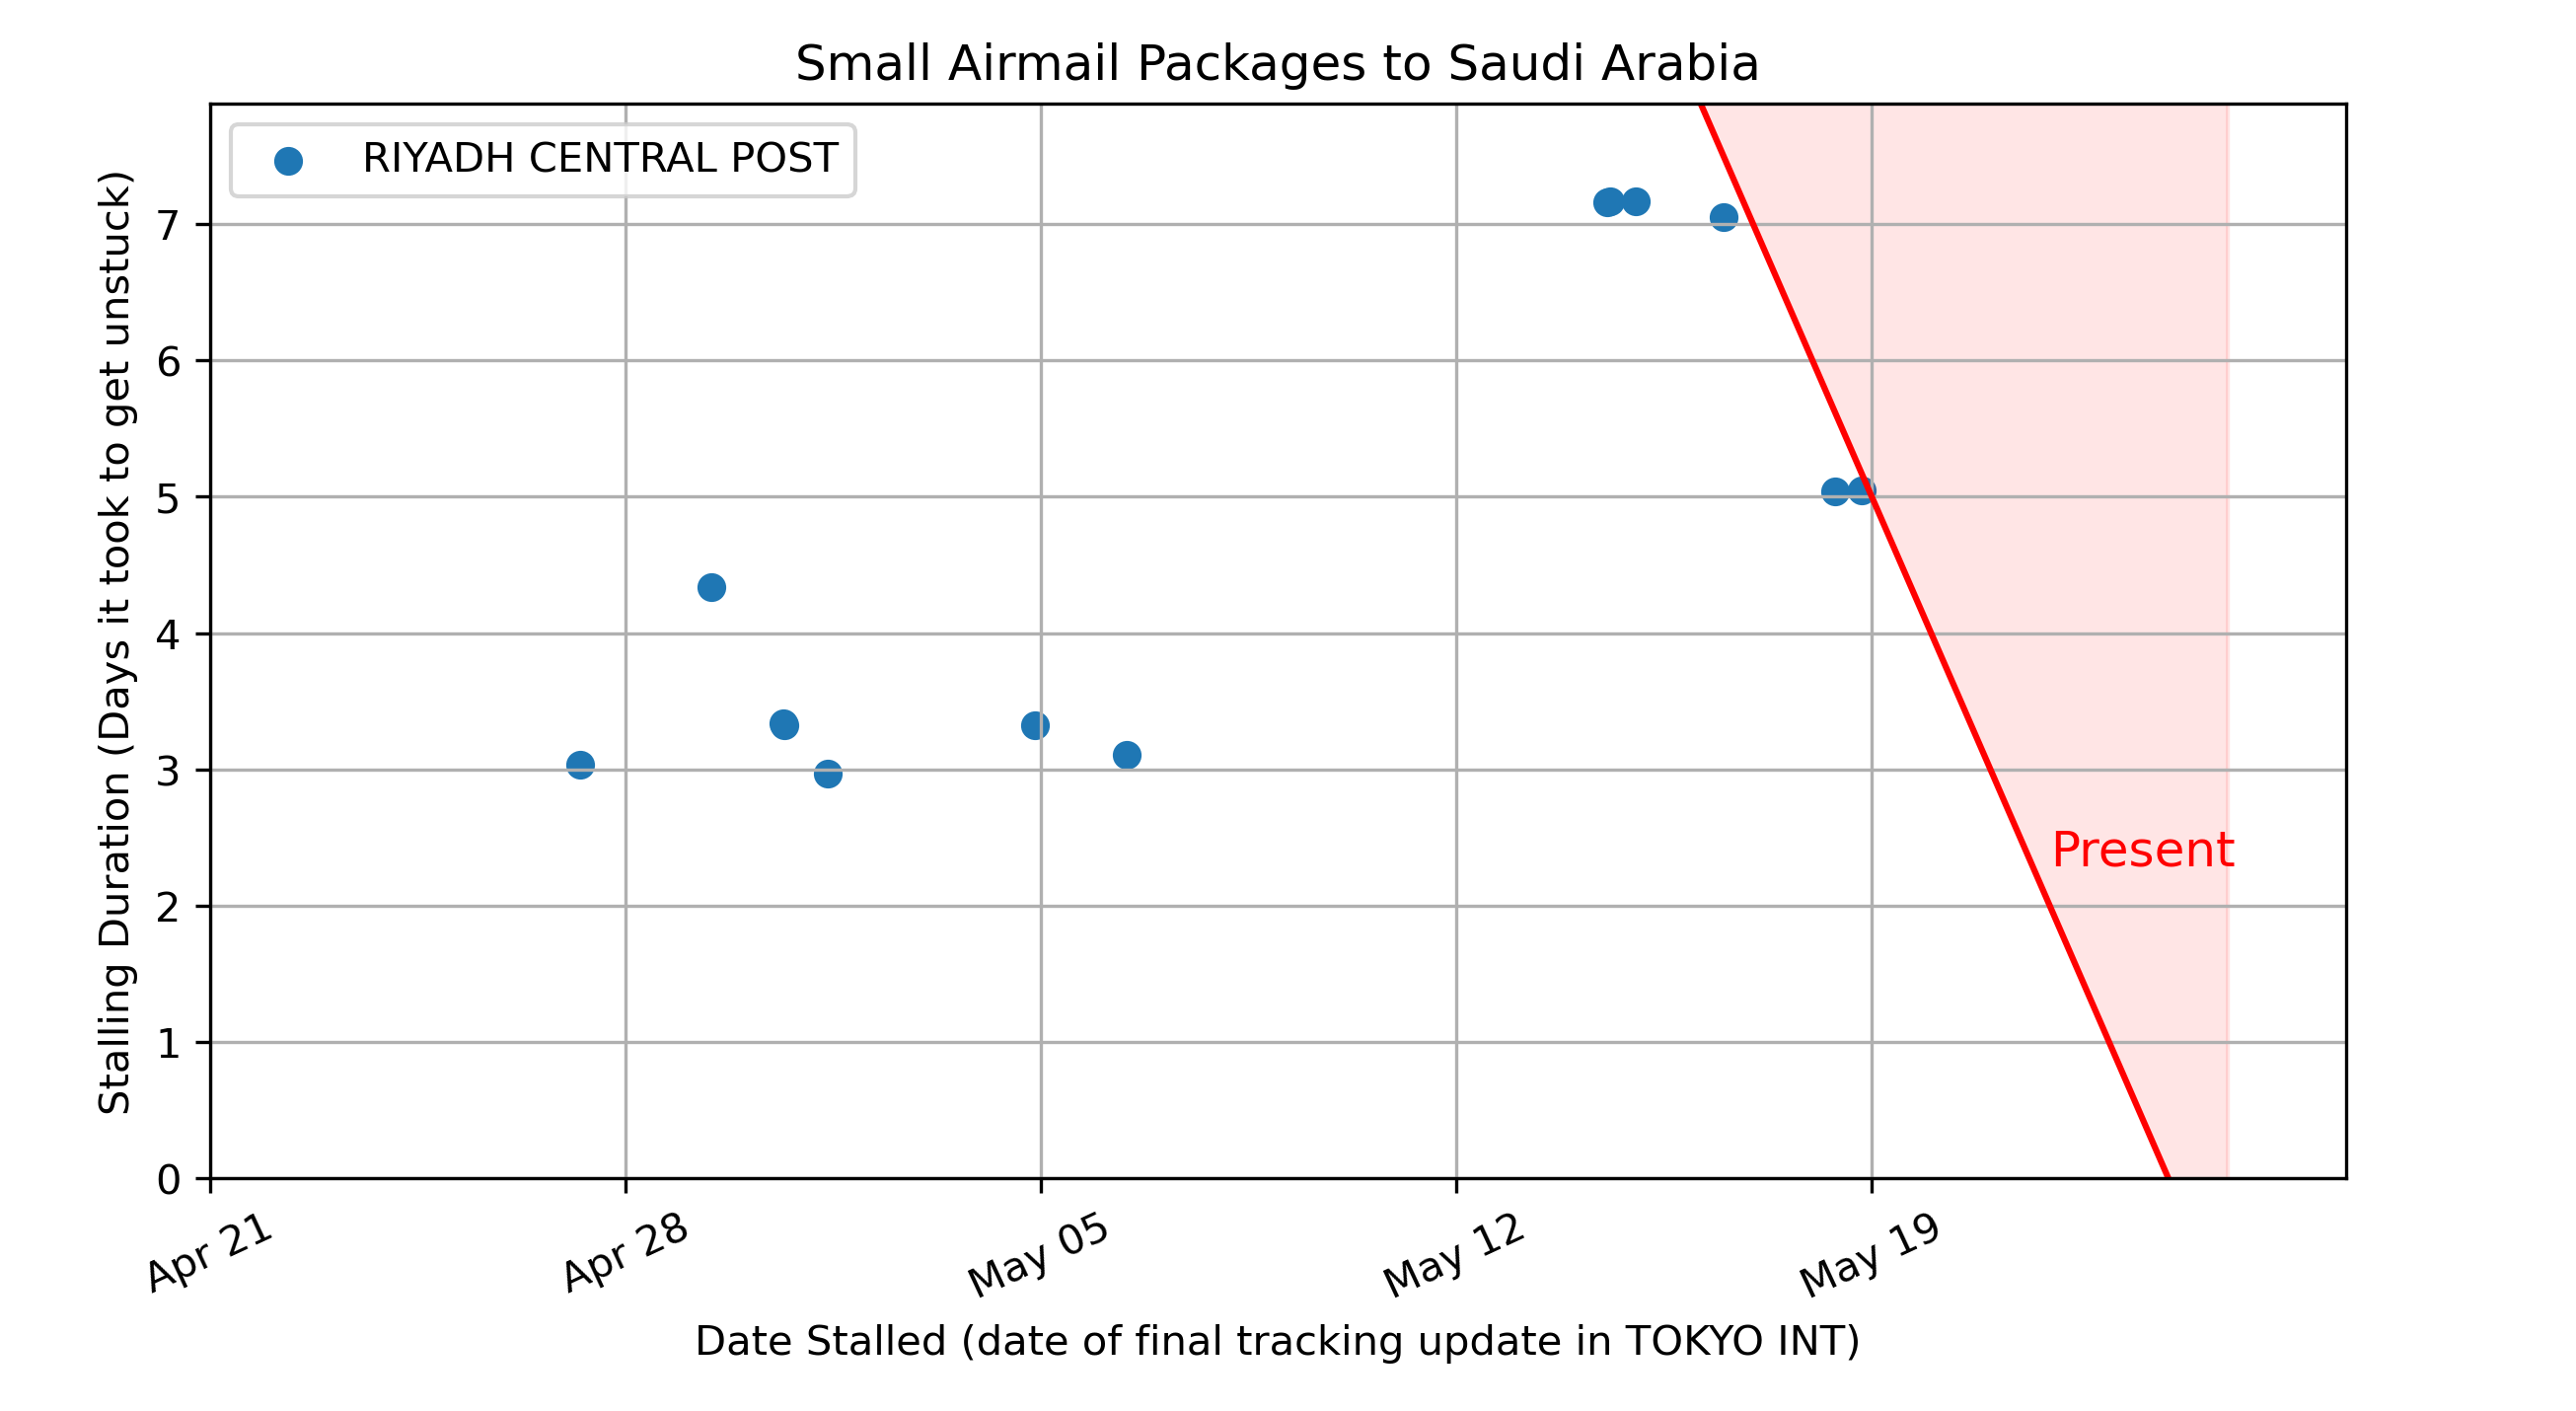 Small Airmail Packages to Saudi Arabia
RIYADH CENTRAL POST
Stalling Duration (Days it took to get unstuck)
7
6
5
4
3
2
1
0
Present
Apr 21
Apr 28
May 05
May 12
May 19
Date Stalled (date of final tracking update in TOKYO INT)